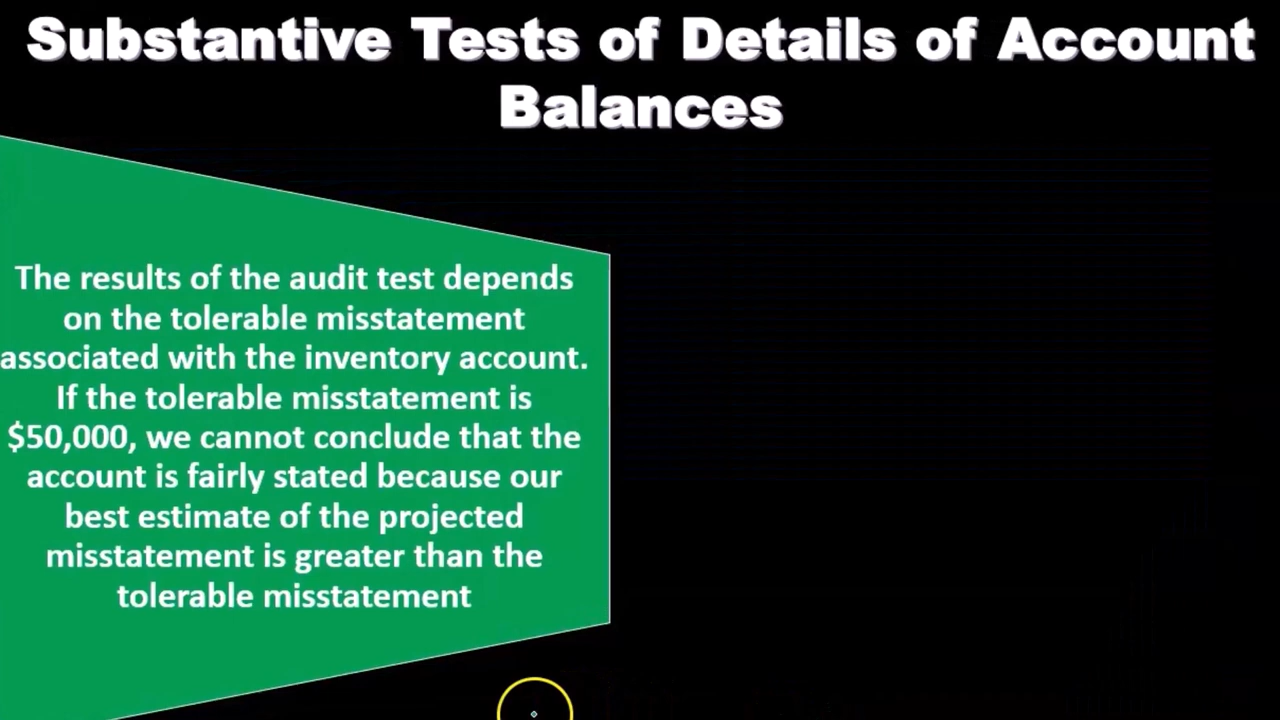 Substantive Tests of Details of Account
Balances
The results of the audit test depends
on the tolerable misstatement
associated with the inventory account.
If the tolerable misstatement is
$50,000, we cannot conclude that the
account is fairly stated because our
best estimate of the projected
misstatement is greater than the
tolerable misstatement